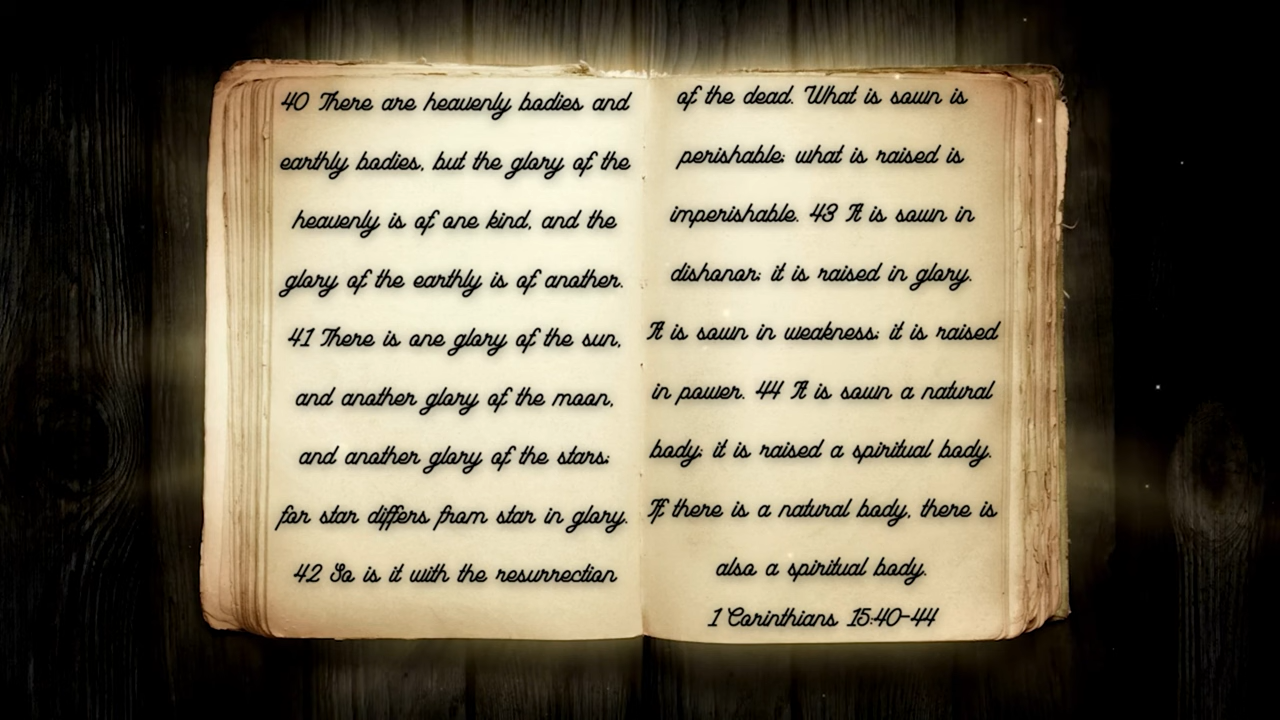 40 There are heavenly bodies and
earthly bodies, but the glory of the
heavenly is of one kind, and the
glory of the earthly is of another.
41 There is one glory of the sun,
and another glory of the moon,
and another glory of the stars;
for star differs from star in glory.
42 So is it with the resurrection
of the dead. What is sown is
perishable; what is raised is
imperishable. 43 It is sown in
dishonor; it is raised in glory.
It is sown in weakness; it is raised
in power. 44 It is sown a natural
body; it is raised a spiritual body.
If there is a natural body, there is
also a spiritual body.
1 Corinthians 15:40-44